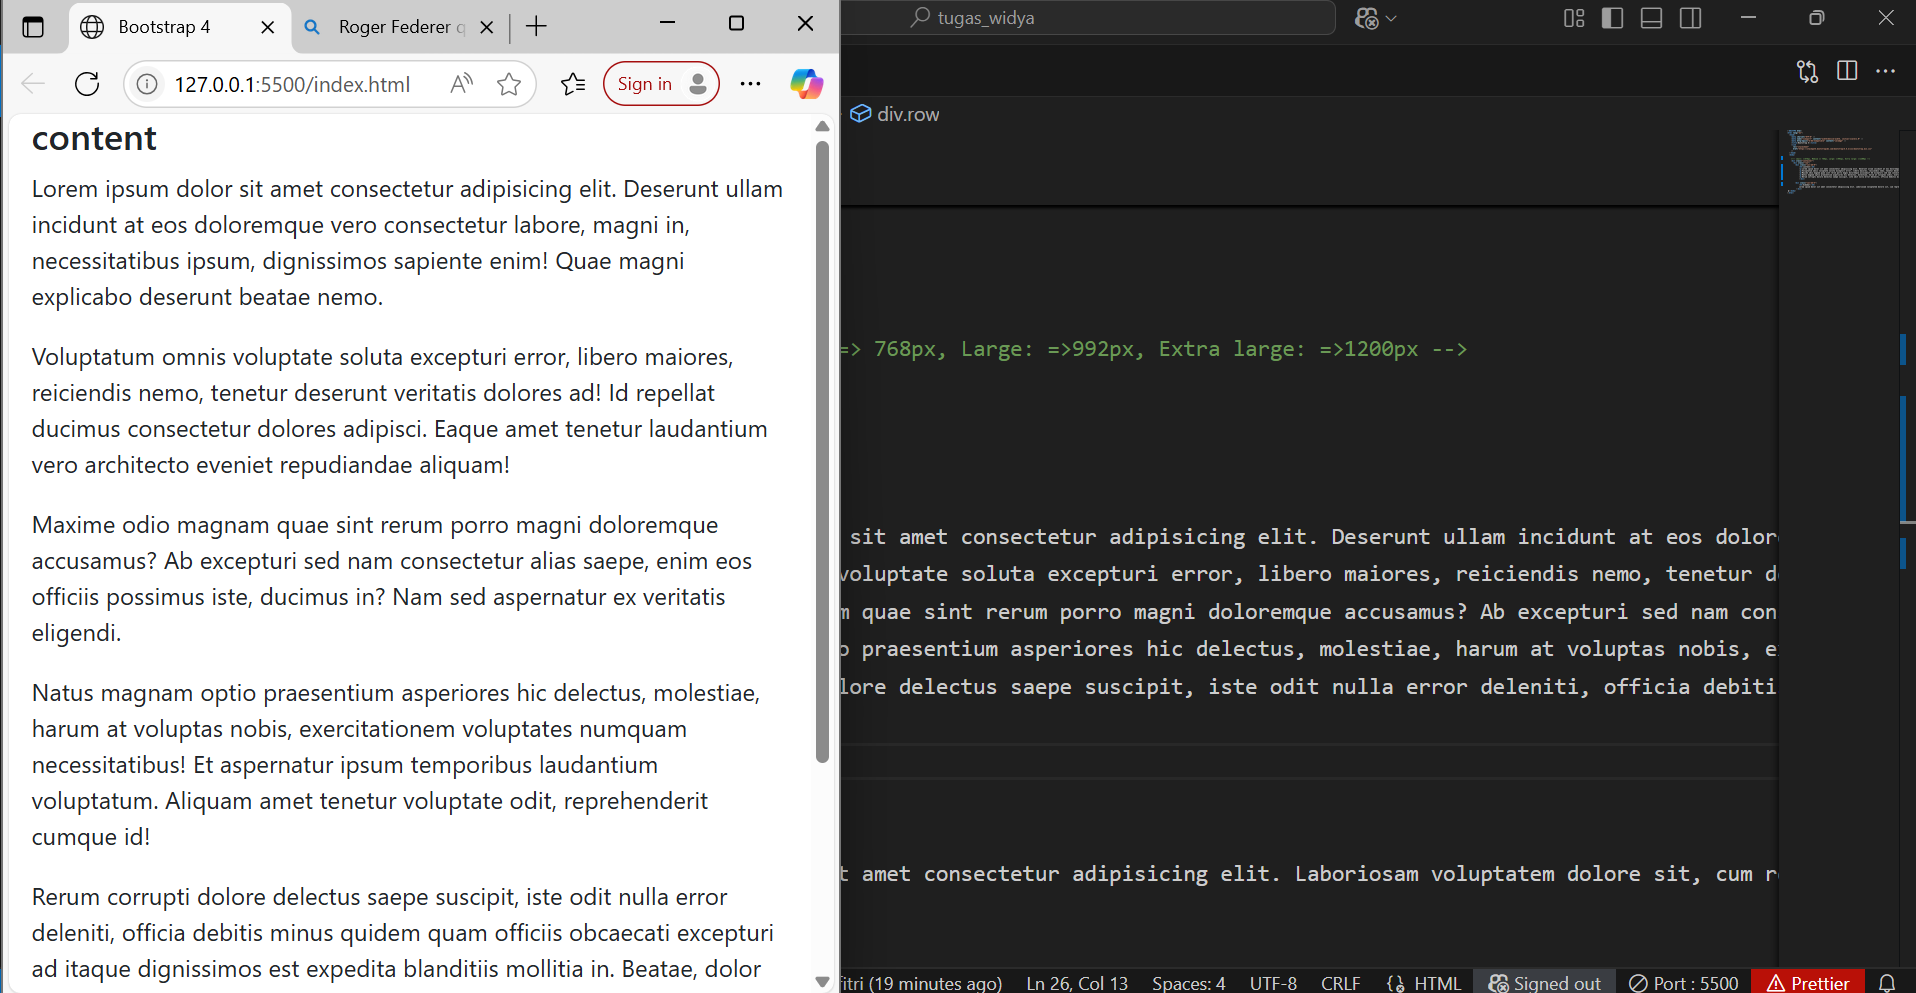 Bootstrap 4
Roger Federer q
127.0.0.1:5500/index.html
Sign in
content
Lorem ipsum dolor sit amet consectetur adipisicing elit. Deserunt ullam
incidunt at eos doloremque vero consectetur labore, magni in,
necessitatibus ipsum, dignissimos sapiente enim! Quae magni
explicabo deserunt beatae nemo.
Voluptatum omnis voluptate soluta excepturi error, libero maiores,
reiciendis nemo, tenetur deserunt veritatis dolores ad! Id repellat
ducimus consectetur dolores adipisci. Eaque amet tenetur laudantium
vero architecto eveniet repudiandae aliquam!
Maxime odio magnam quae sint rerum porro magni doloremque
accusamus? Ab excepturi sed nam consectetur alias saepe, enim eos
officiis possimus iste, ducimus in? Nam sed aspernatur ex veritatis
eligendi.
Natus magnam optio praesentium asperiores hic delectus, molestiae,
harum at voluptas nobis, exercitationem voluptates numquam
necessitatibus! Et aspernatur ipsum temporibus laudantium
voluptatum. Aliquam amet tenetur voluptate odit, reprehenderit
cumque id!
Rerum corrupti dolore delectus saepe suscipit, iste odit nulla error
deleniti, officia debitis minus quidem quam officiis obcaecati excepturi
ad itaque dignissimos est expedita blanditiis mollitia in. Beatae, dolor
tugas_widya
div.row
=> 768px, Large: =>992px, Extra large: =>1200px -->
sit amet consectetur adipisicing elit. Deserunt ullam incidunt at eos dolor
voluptate soluta excepturi error, libero maiores, reiciendis nemo, tenetur d
m quae sint rerum porro magni doloremque accusamus? Ab excepturi sed nam con
o praesentium asperiores hic delectus, molestiae, harum at voluptas nobis, e
lore delectus saepe suscipit, iste odit nulla error deleniti, officia debiti
t amet consectetur adipisicing elit. Laboriosam voluptatem dolore sit, cum r
itri (19 minutes ago) Ln 26, Col 13 Spaces: 4 UTF-8 CRLF HTML Signed out Port : 5500 Prettier